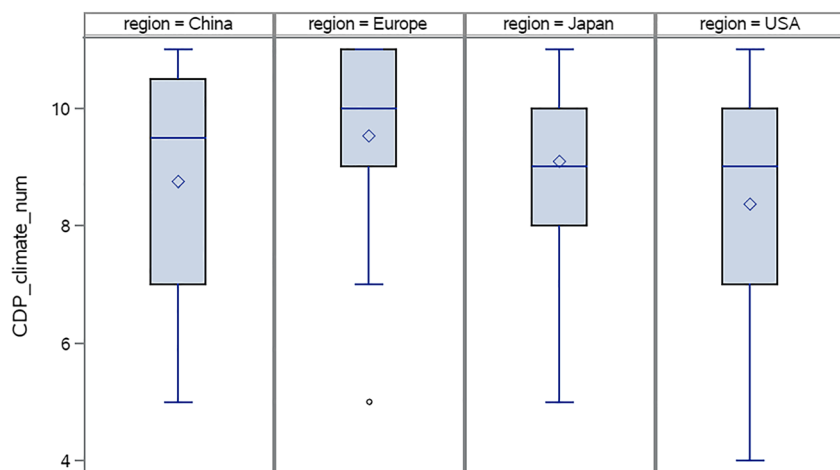 region = China
region = Europe
region = Japan
region = USA
CDP_climate_num
10
8
6
4